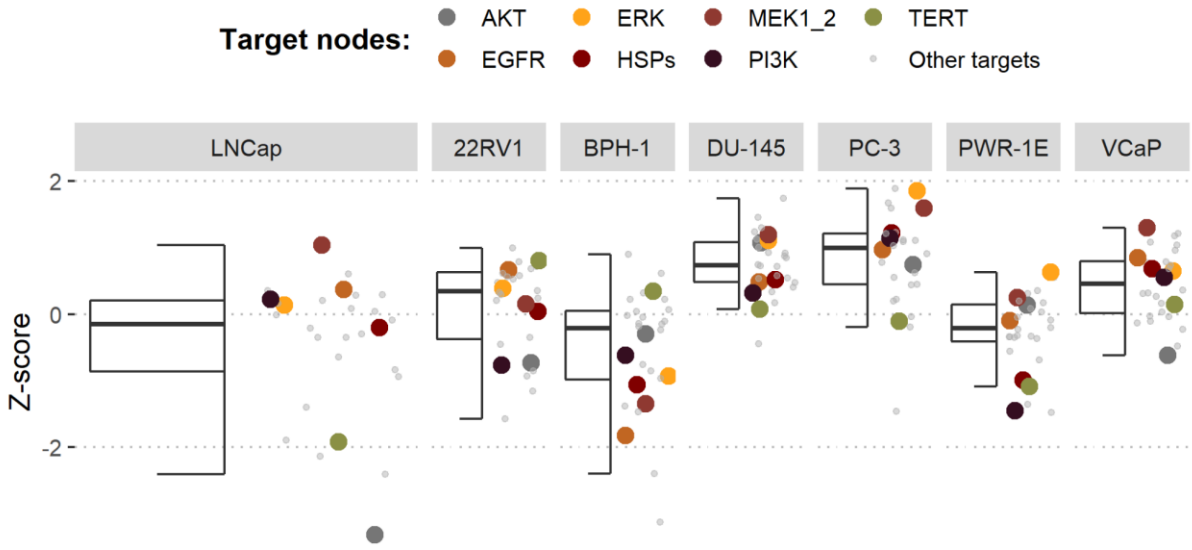 Target nodes:
AKT ERK MEK1_2 TERT
EGFR HSPs PI3K Other targets
LNCap 22RV1 BPH-1 DU-145 PC-3 PWR-1E VCaP
Z-score
2
0
-2